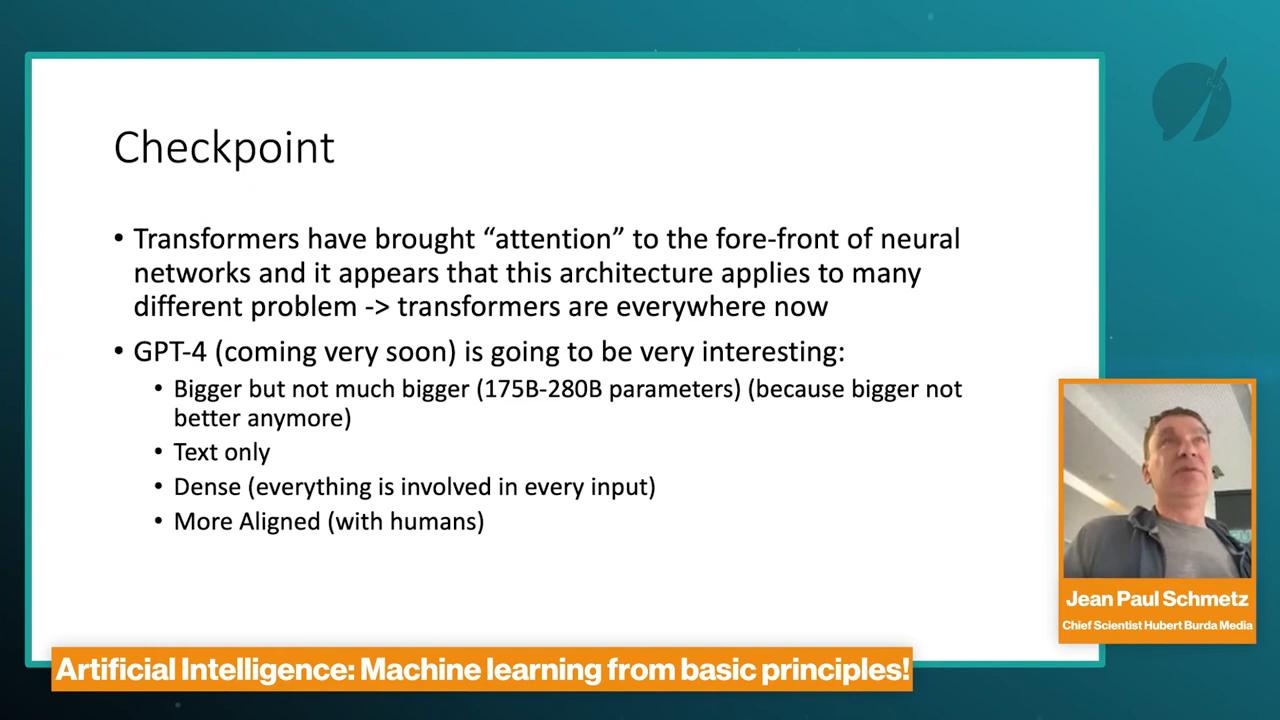 Checkpoint
• Transformers have brought “attention” to the fore-front of neural
networks and it appears that this architecture applies to many
different problem -> transformers are everywhere now
• GPT-4 (coming very soon) is going to be very interesting:
• Bigger but not much bigger (175B-280B parameters) (because bigger not
better anymore)
• Text only
• Dense (everything is involved in every input)
• More Aligned (with humans)
Jean Paul Schmetz
Chief Scientist Hubert Burda Media
Artificial Intelligence: Machine learning from basic principles!